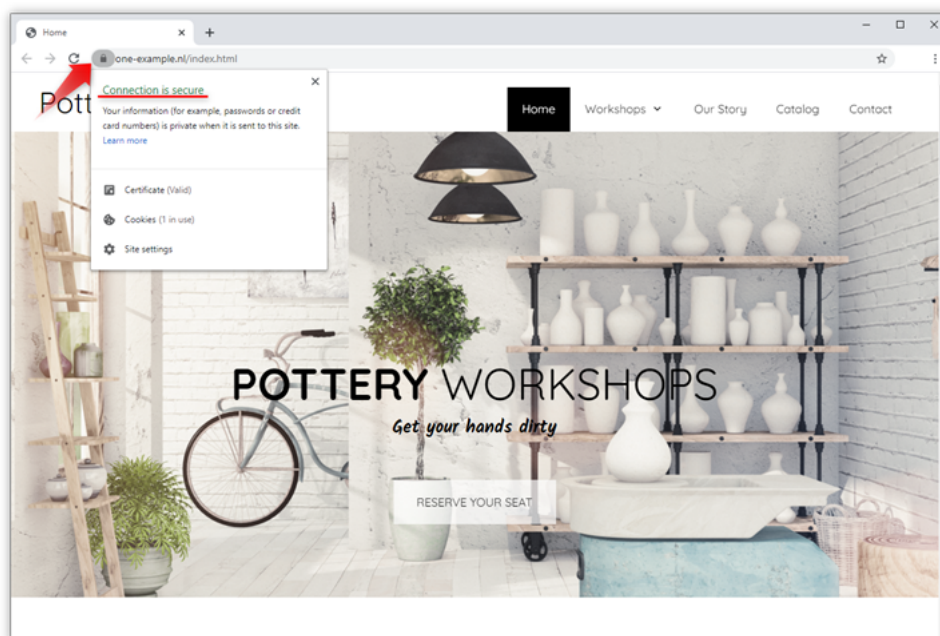 Home
one-example.nl/index.html
Connection is secure
Your information (for example, passwords or credit
card numbers) is private when it is sent to this site.
Learn more
Certificate (Valid)
Cookies (1 in use)
Site settings
Pott
Home Workshops Our Story Catalog Contact
POTTERY WORKSHOPS
Get your hands dirty
RESERVE YOUR SEAT